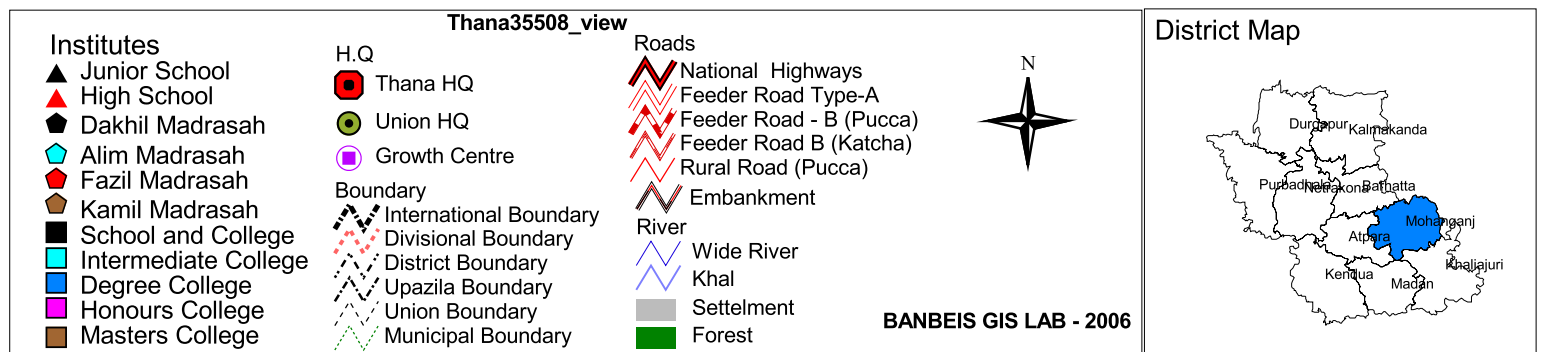 Thana35508_view
Institutes
Junior School
High School
Dakhil Madrasah
Alim Madrasah
Fazil Madrasah
Kamil Madrasah
School and College
Intermediate College
Degree College
Honours College
Masters College
H.Q
Thana HQ
Union HQ
Growth Centre
Boundary
International Boundary
Divisional Boundary
District Boundary
Upazila Boundary
Union Boundary
Municipal Boundary
Roads
National Highways
Feeder Road Type-A
Feeder Road - B (Pucca)
Feeder Road B (Katcha)
Rural Road (Pucca)
Embankment
River
Wide River
Khal
Settelment
Forest
N
BANBEIS GIS LAB - 2006
District Map
Durgapur
Kalmakanda
Purbadhala
Netrakona
Bathatta
Mohanganj
Atpara
Khaliajuri
Kendua
Madan